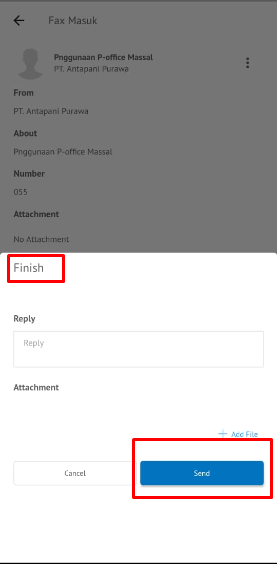 Fax Masuk
Pnggunaan P-office Massal
PT. Antapani Purawa
From
PT. Antapani Purawa
About
Pnggunaan P-office Massal
Number
055
Attachment
No Attachment
Finish
Reply
Reply
Attachment
+ Add File
Cancel
Send